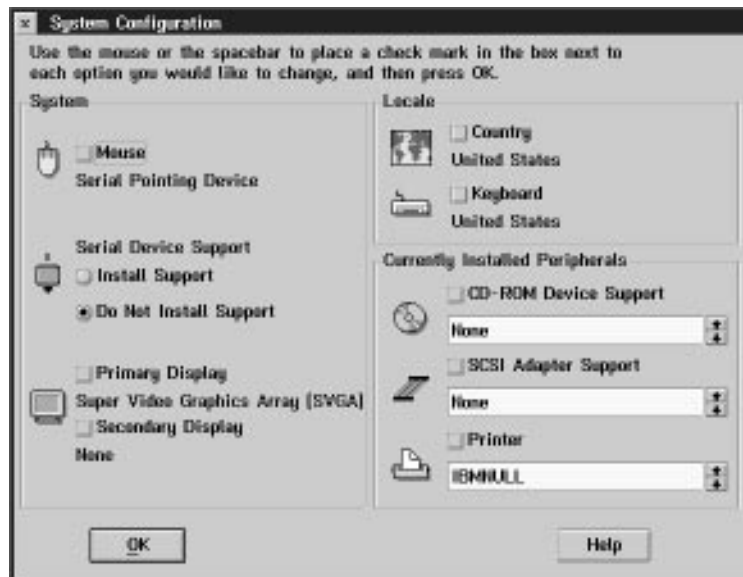 System Configuration
Use the mouse or the spacebar to place a check mark in the box next to
each option you would like to change, and then press OK.
System
Mouse
Serial Pointing Device
Serial Device Support
Install Support
Do Not Install Support
Primary Display
Super Video Graphics Array (SVGA)
Secondary Display
None
Locale
Country
United States
Keyboard
United States
Currently Installed Peripherals
CD-ROM Device Support
None
SCSI Adapter Support
None
Printer
IBMNULL
OK
Help